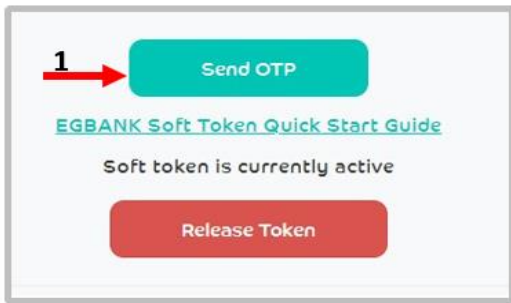 1
Send OTP
EGBANK Soft Token Quick Start Guide
Soft token is currently active
Release Token